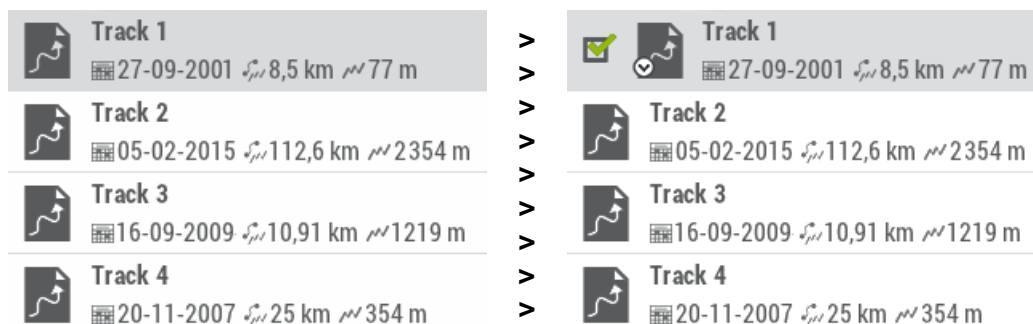 Track 1
27-09-2001 8,5 km 77 m
Track 2
05-02-2015 112,6 km 2354 m
Track 3
16-09-2009 10,91 km 1219 m
Track 4
20-11-2007 25 km 354 m
>
>
>
>
>
>
>
>
>
Track 1
27-09-2001 8,5 km 77 m
Track 2
05-02-2015 112,6 km 2354 m
Track 3
16-09-2009 10,91 km 1219 m
Track 4
20-11-2007 25 km 354 m